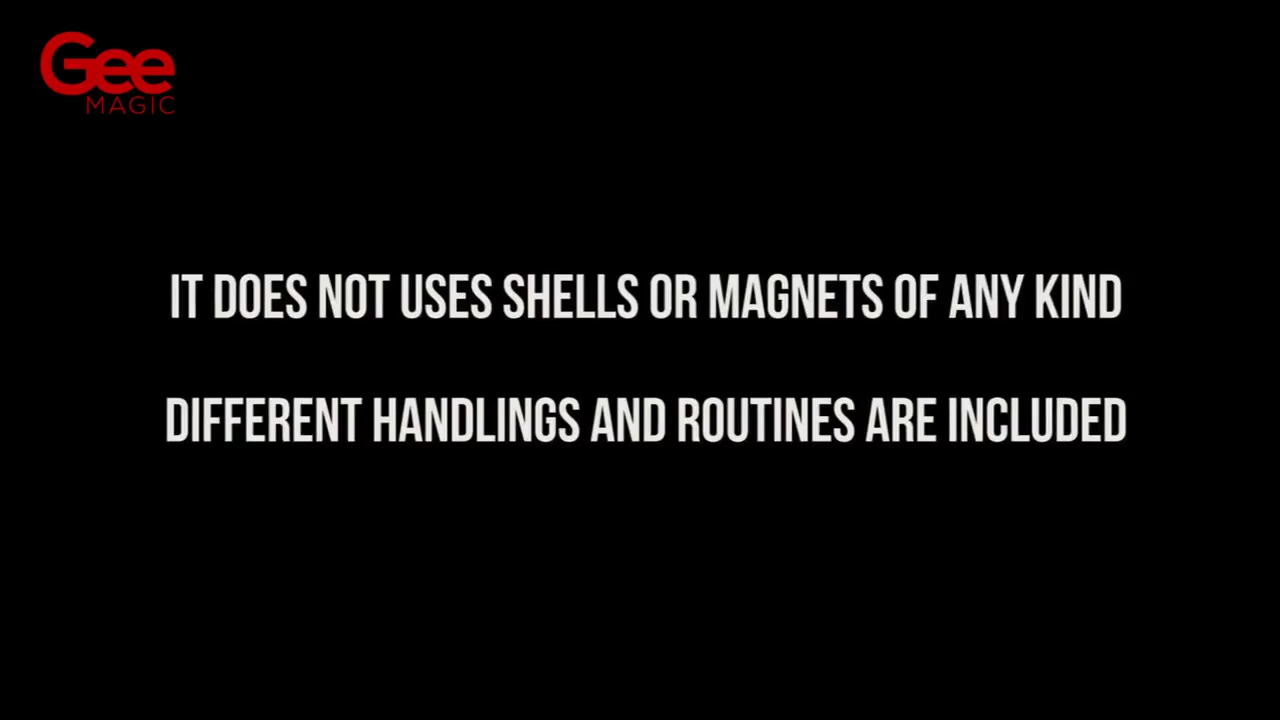 Gee
MAGIC
IT DOES NOT USES SHELLS OR MAGNETS OF ANY KIND
DIFFERENT HANDLINGS AND ROUTINES ARE INCLUDED